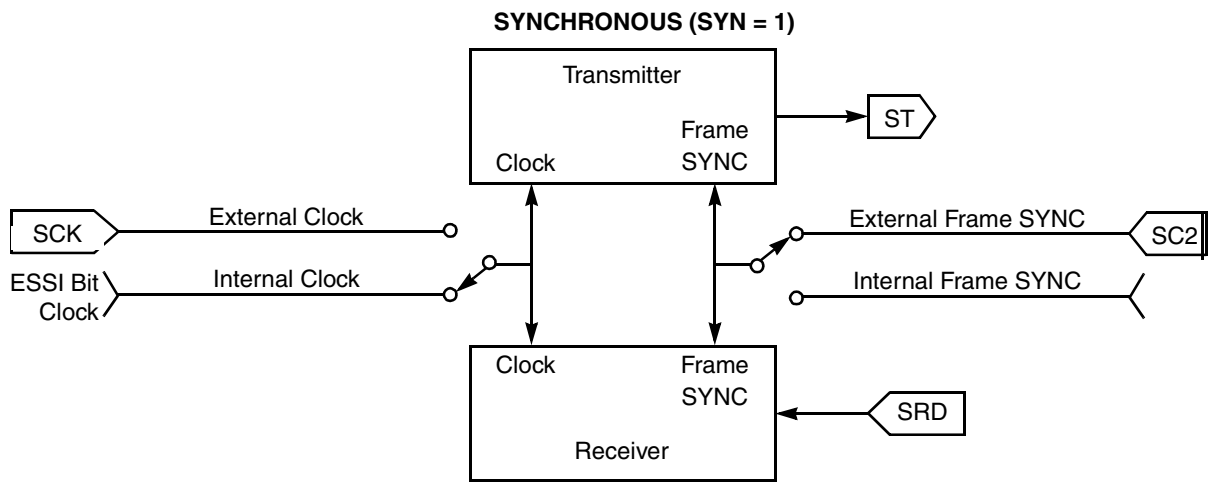 SYNCHRONOUS (SYN = 1)
Transmitter
Frame
SYNC
Clock
ST
SCK
External Clock
External Frame SYNC
SC2
ESSI Bit
Clock
Internal Clock
Internal Frame SYNC
Clock
Frame
SYNC
SRD
Receiver